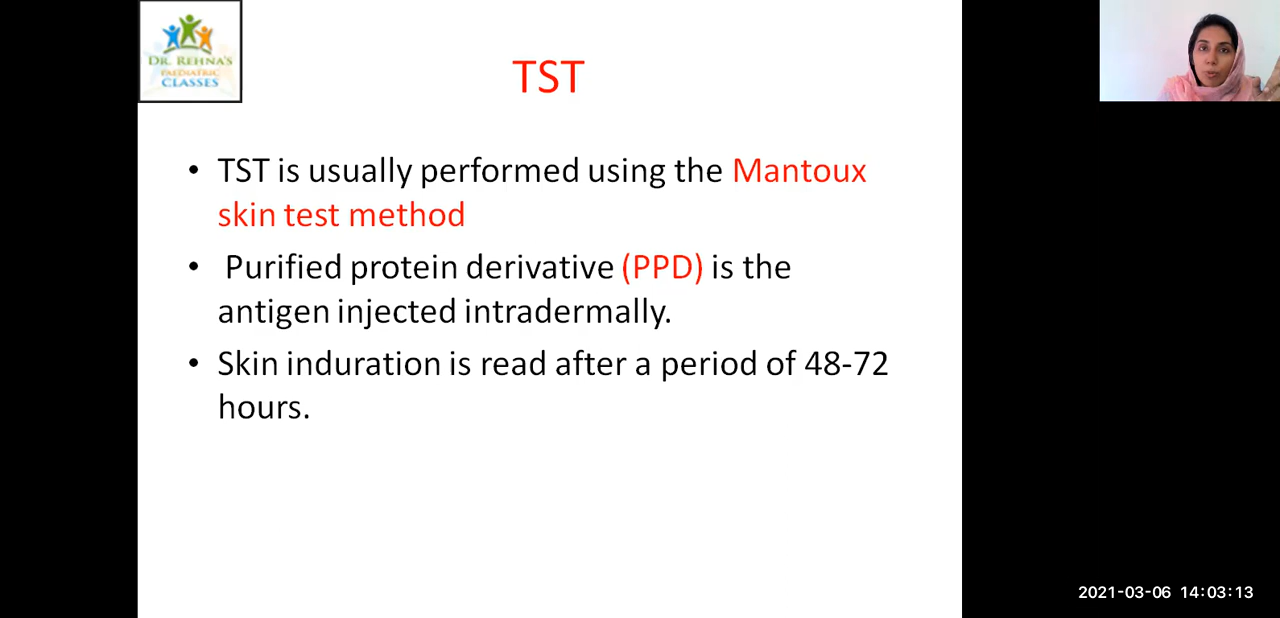 DR. REHNA'S
PAEDIATRIC
CLASSES
TST
• TST is usually performed using the Mantoux
skin test method
• Purified protein derivative (PPD) is the
antigen injected intradermally.
• Skin induration is read after a period of 48-72
hours.
2021-03-06 14:03:13